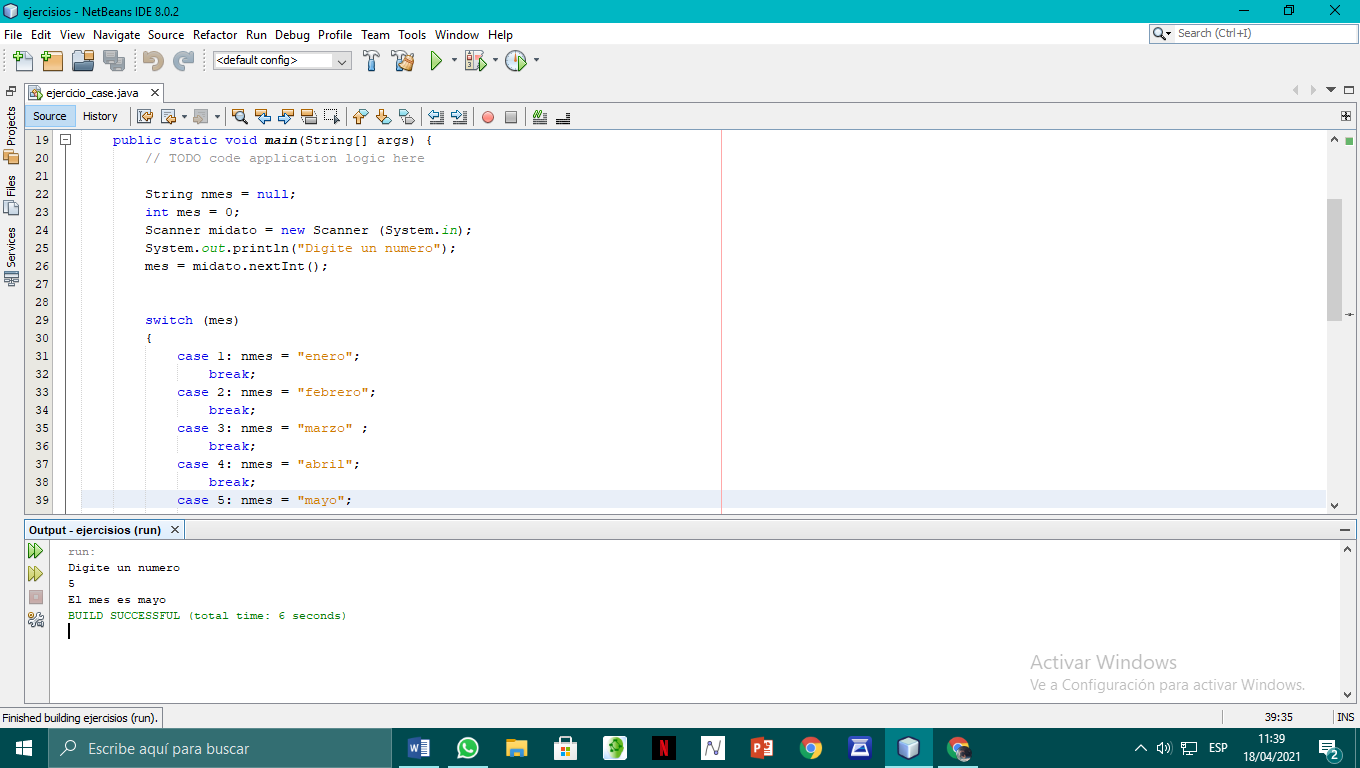 ejercisios - NetBeans IDE 8.0.2
File Edit View Navigate Source Refactor Run Debug Profile Team Tools Window Help
Search (Ctrl+I)
<default config>
ejercicio_case.java
Source History
Projects
Files
Services
19 public static void main(String[] args) {
20 // TODO code application logic here
21
22 String nmes = null;
23 int mes = 0;
24 Scanner midato = new Scanner (System.in);
25 System.out.println("Digite un numero");
26 mes = midato.nextInt();
27
28
29 switch (mes)
30 {
31 case 1: nmes = "enero";
32 break;
33 case 2: nmes = "febrero";
34 break;
35 case 3: nmes = "marzo" ;
36 break;
37 case 4: nmes = "abril";
38 break;
39 case 5: nmes = "mayo";
Output - ejercisios (run)
run:
Digite un numero
5
El mes es mayo
BUILD SUCCESSFUL (total time: 6 seconds)
Activar Windows
Ve a Configuración para activar Windows.
Finished building ejercisios (run).
39:35
INS
Escribe aquí para buscar
ESP
11:39
18/04/2021
2